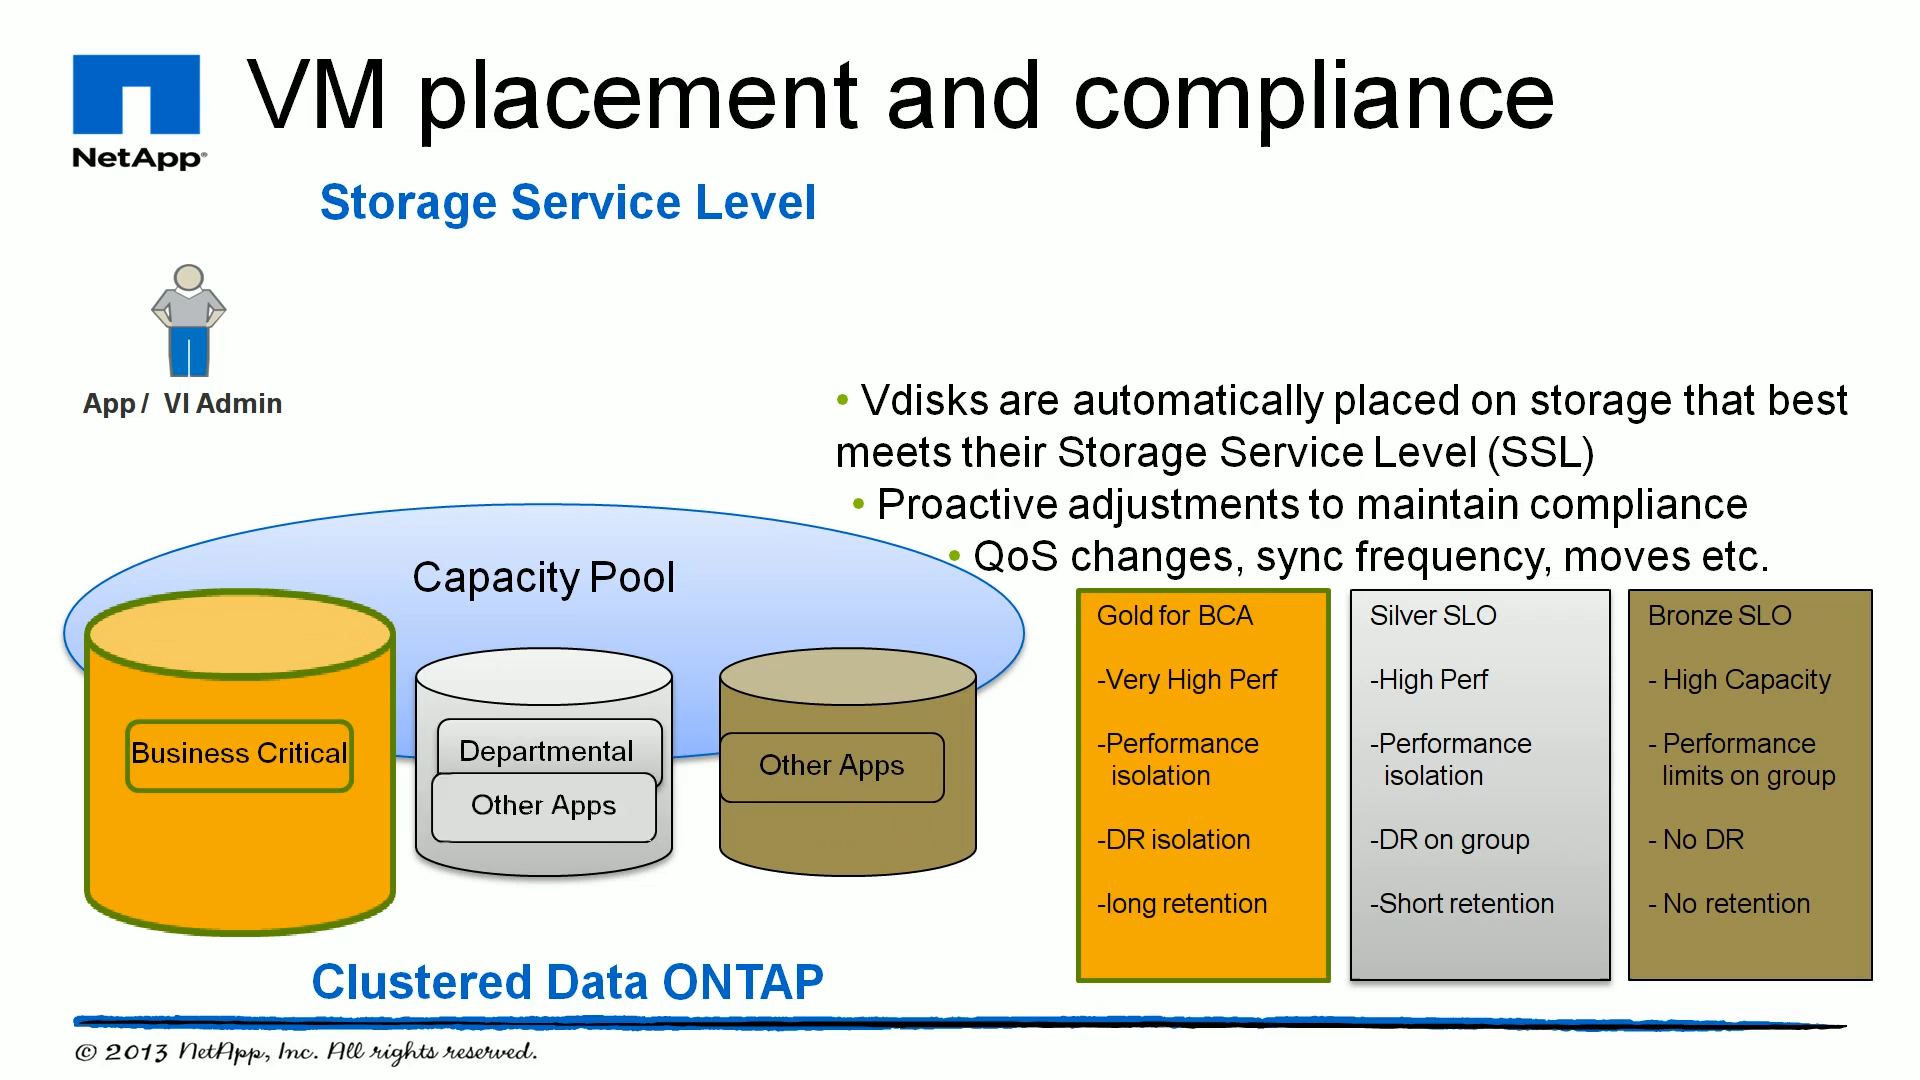 NetApp®
VM placement and compliance
Storage Service Level
App / VI Admin
• Vdisks are automatically placed on storage that best
meets their Storage Service Level (SSL)
• Proactive adjustments to maintain compliance
• QoS changes, sync frequency, moves etc.
Capacity Pool
Business Critical
Departmental
Other Apps
Other Apps
Gold for BCA
-Very High Perf
-Performance
isolation
-DR isolation
-long retention
Silver SLO
-High Perf
-Performance
isolation
-DR on group
-Short retention
Bronze SLO
- High Capacity
- Performance
limits on group
- No DR
- No retention
Clustered Data ONTAP
© 2013 NetApp, Inc. All rights reserved.